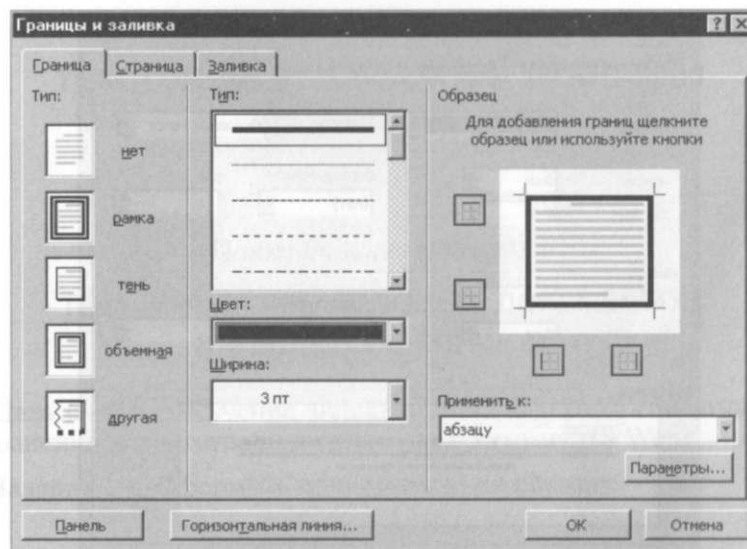 Границы и заливка
Граница Страница Заливка
Тип:
нет
рамка
тень
объемная
другая
Тип:
Цвет:
Ширина:
3 пт
Образец
Для добавления границ щелкните
образец или используйте кнопки
Применить к:
абзацу
Параметры...
Панель Горизонтальная линия... ОК Отмена